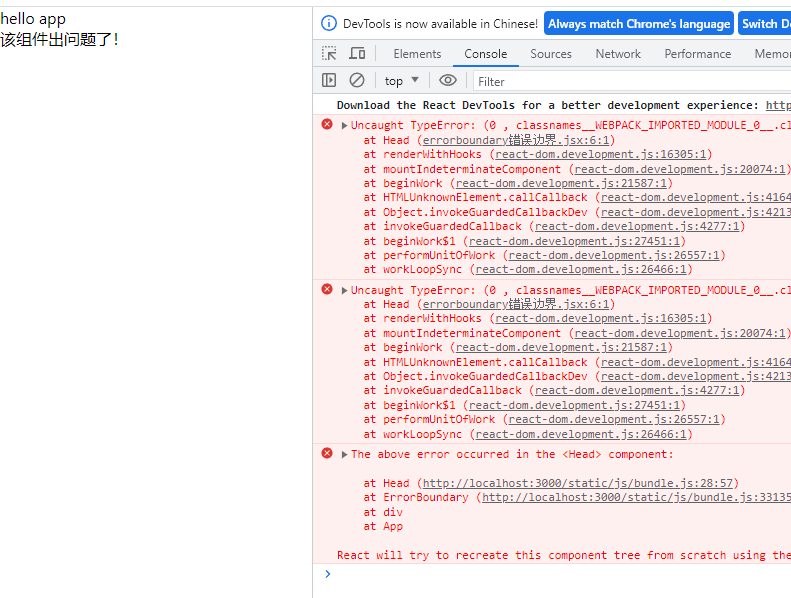 hello app
该组件出问题了！
DevTools is now available in Chinese!
Always match Chrome's language
Switch
Elements
Console
Sources
Network
Performance
top
Filter
Download the React DevTools for a better development experience:
Uncaught TypeError: (0 , classnames__WEBPACK_IMPORTED_MODULE_0__.cl
at Head (errorboundary错误边界.jsx:6:1)
at renderWithHooks (react-dom.development.js:16305:1)
at mountIndeterminateComponent (react-dom.development.js:20074:1)
at beginWork (react-dom.development.js:21587:1)
at HTMLUnknownElement.callCallback (react-dom.development.js:4164
at Object.invokeGuardedCallbackDev (react-dom.development.js:4213
at invokeGuardedCallback (react-dom.development.js:4277:1)
at beginWork$1 (react-dom.development.js:27451:1)
at performUnitOfWork (react-dom.development.js:26557:1)
at workLoopSync (react-dom.development.js:26466:1)
Uncaught TypeError: (0 , classnames__WEBPACK_IMPORTED_MODULE_0__.cl
at Head (errorboundary错误边界.jsx:6:1)
at renderWithHooks (react-dom.development.js:16305:1)
at mountIndeterminateComponent (react-dom.development.js:20074:1)
at beginWork (react-dom.development.js:21587:1)
at HTMLUnknownElement.callCallback (react-dom.development.js:4164
at Object.invokeGuardedCallbackDev (react-dom.development.js:4213
at invokeGuardedCallback (react-dom.development.js:4277:1)
at beginWork$1 (react-dom.development.js:27451:1)
at performUnitOfWork (react-dom.development.js:26557:1)
at workLoopSync (react-dom.development.js:26466:1)
The above error occurred in the <Head> component:
at Head (http://localhost:3000/static/js/bundle.js:28:57)
at ErrorBoundary (http://localhost:3000/static/js/bundle.js:33135
at div
at App
React will try to recreate this component tree from scratch using the